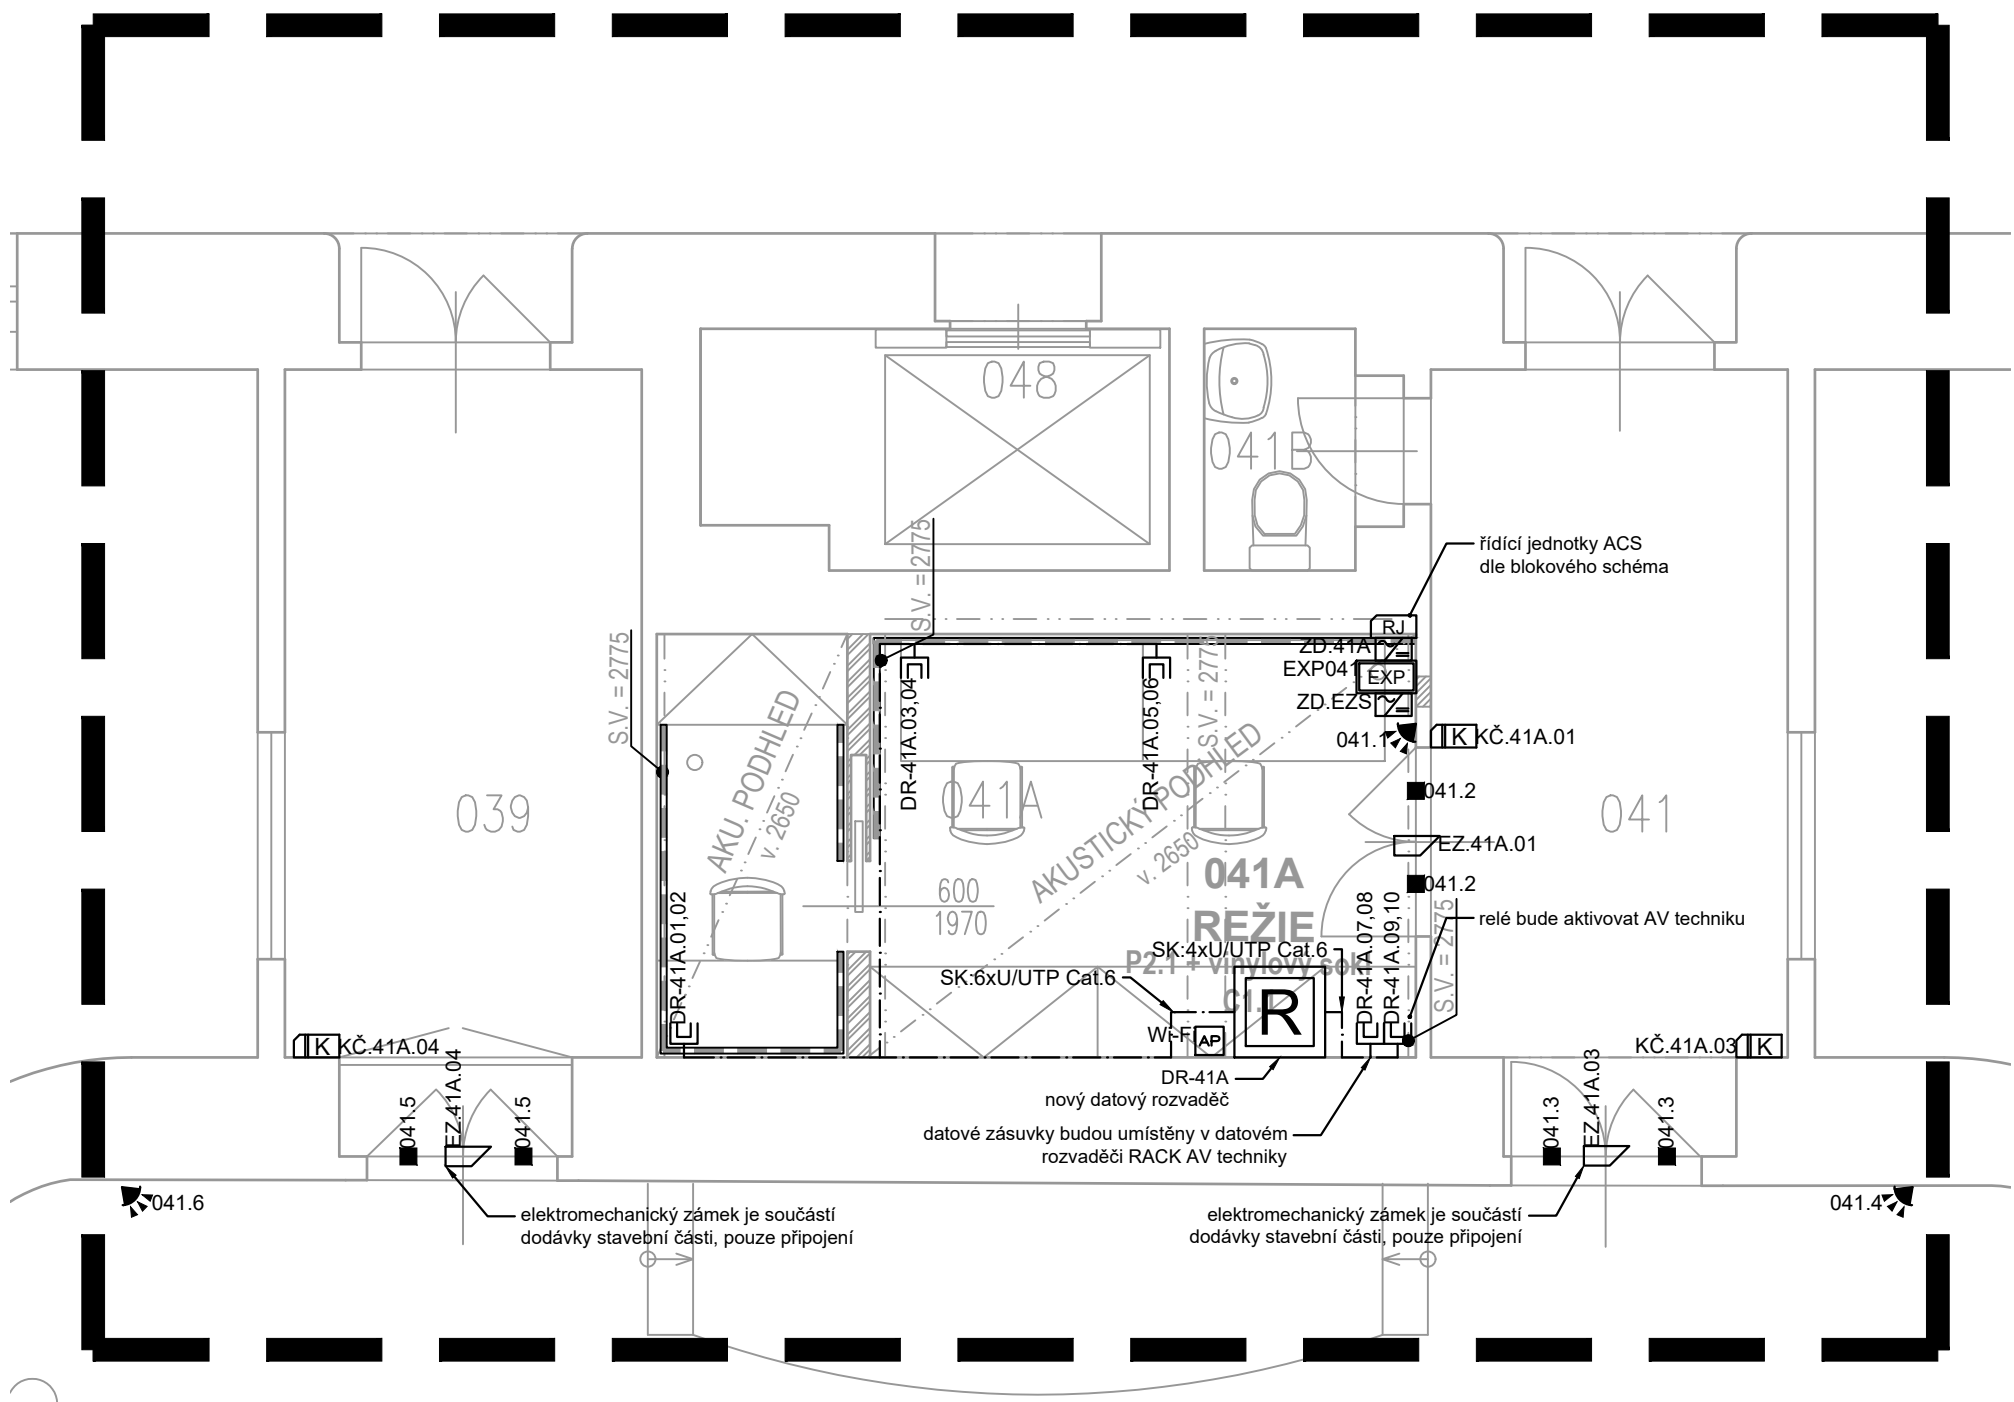 048
041B
řídící jednotky ACS
dle blokového schéma
S.V. = 2775
S.V. = 2775
S.V. = 2775
RJ
ZD.41A
EXP041
EXP
ZD.EZS
041.1
K
KČ.41A.01
DR-41A.03,04
DR-41A.05,06
AKU. PODHLED
v. 2650
AKUSTICKÝ PODHLED
v. 2650
039
041A
041
041.2
EZ.41A.01
041.2
041A
REŽIE
P2.1 + vinylový sokl
C1.1
600
1970
DR-41A.01,02
DR-41A.07,08
DR-41A.09,10
S.V. = 2775
relé bude aktivovat AV techniku
SK:4xU/UTP Cat.6
SK:6xU/UTP Cat.6
R
Wi-Fi
AP
K
KČ.41A.04
KČ.41A.03
K
DR-41A
nový datový rozvaděč
datové zásuvky budou umístěny v datovém
rozvaděči RACK AV techniky
041.5
EZ.41A.04
041.5
041.3
EZ.41A.03
041.3
041.6
041.4
elektromechanický zámek je součástí
dodávky stavební části, pouze připojení
elektromechanický zámek je součástí
dodávky stavební části, pouze připojení